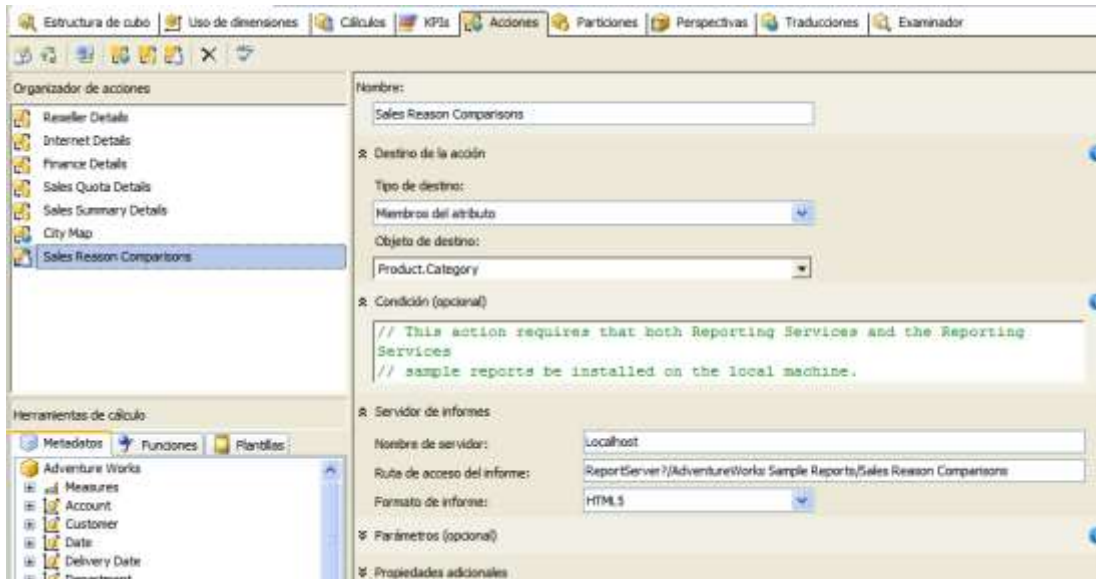 Estructura de cubo Uso de dimensiones Cálculos KPIs Acciones Particiones Perspectivas Traducciones Examinador
Organizador de acciones
Reseller Details
Internet Details
Finance Details
Sales Quota Details
Sales Summary Details
City Map
Sales Reason Comparisons
Herramientas de cálculo
Metadatos Funciones Plantillas
Adventure Works
Measures
Account
Customer
Date
Delivery Date
Department
Nombre:
Sales Reason Comparisons
Destino de la acción
Tipo de destino:
Miembros del atributo
Objeto de destino:
Product.Category
Condición (opcional)
// This action requires that both Reporting Services and the Reporting
Services
// sample reports be installed on the local machine.
Servidor de informes
Nombre de servidor: Localhost
Ruta de acceso del informe: ReportServer?/AdventureWorks Sample Reports/Sales Reason Comparisons
Formato de informe: HTML5
Parámetros (opcional)
Propiedades adicionales